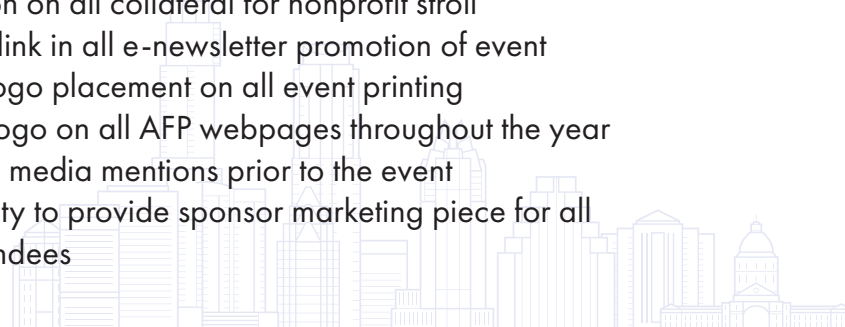 on on all collateral for nonprofit stroll
link in all e-newsletter promotion of event
ogo placement on all event printing
ogo on all AFP webpages throughout the year
media mentions prior to the event
ty to provide sponsor marketing piece for all
ndees